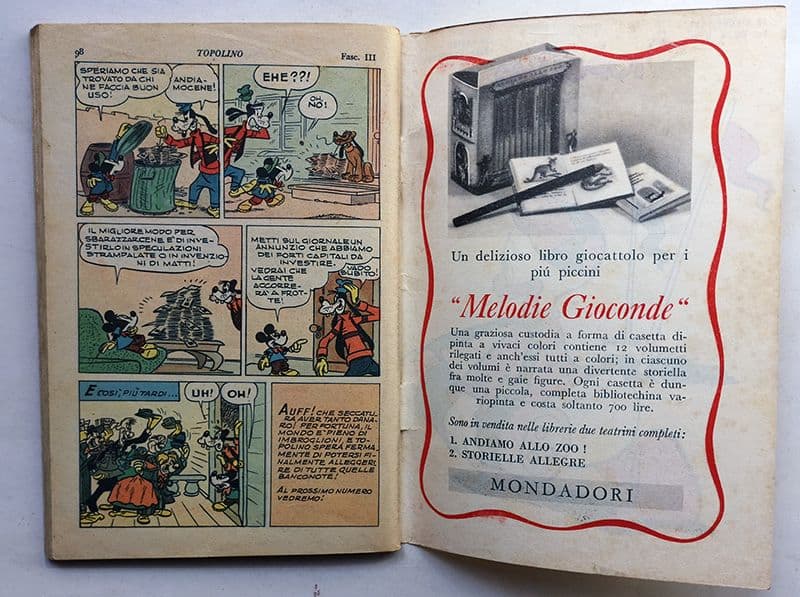 98
TOPOLINO
Fasc. III
SPERIAMO CHE SIA
TROVATO DA CHI
NE FACCIA BUON
USO!
ANDIA-
MOCENE!
EHE??!
OH,
NO!
IL MIGLIORE MODO PER
SBARAZZARCENE E' DI INVE-
STIRLO IN SPECULAZIONI
STRAMPALATE O IN INVENZIO
NI DI MATTI!
METTI SUL GIORNALE UN
ANNUNZIO CHE ABBIAMO
DEI FORTI CAPITALI DA
INVESTIRE.
VEDRAI CHE
LA GENTE
ACCORRE-
RA' A FROT-
TE!
VADO
SUBITO!
E COSI', PIU' TARDI...
UH!
OH!
AUFF! CHE SECCATU-
RA AVER TANTO DANA-
RO! PER FORTUNA, IL
MONDO E' PIENO DI
IMBROGLIONI, E TO-
POLINO SPERA FERMA-
MENTE DI POTERSI FI-
NALMENTE ALLEGGERI-
RE DI TUTTE QUELLE
BANCONOTE!
AL PROSSIMO NUMERO
VEDREMO!
Un delizioso libro giocattolo per i
piú piccini
"Melodie Gioconde"
Una graziosa custodia a forma di casetta di-
pinta a vivaci colori contiene 12 volumetti
rilegati e anch'essi tutti a colori; in ciascuno
dei volumi è narrata una divertente storiella
fra molte e gaie figure. Ogni casetta è dun-
que una piccola, completa bibliotechina va-
riopinta e costa soltanto 700 lire.
Sono in vendita nelle librerie due teatrini completi:
1. ANDIAMO ALLO ZOO !
2. STORIELLE ALLEGRE
MONDADORI